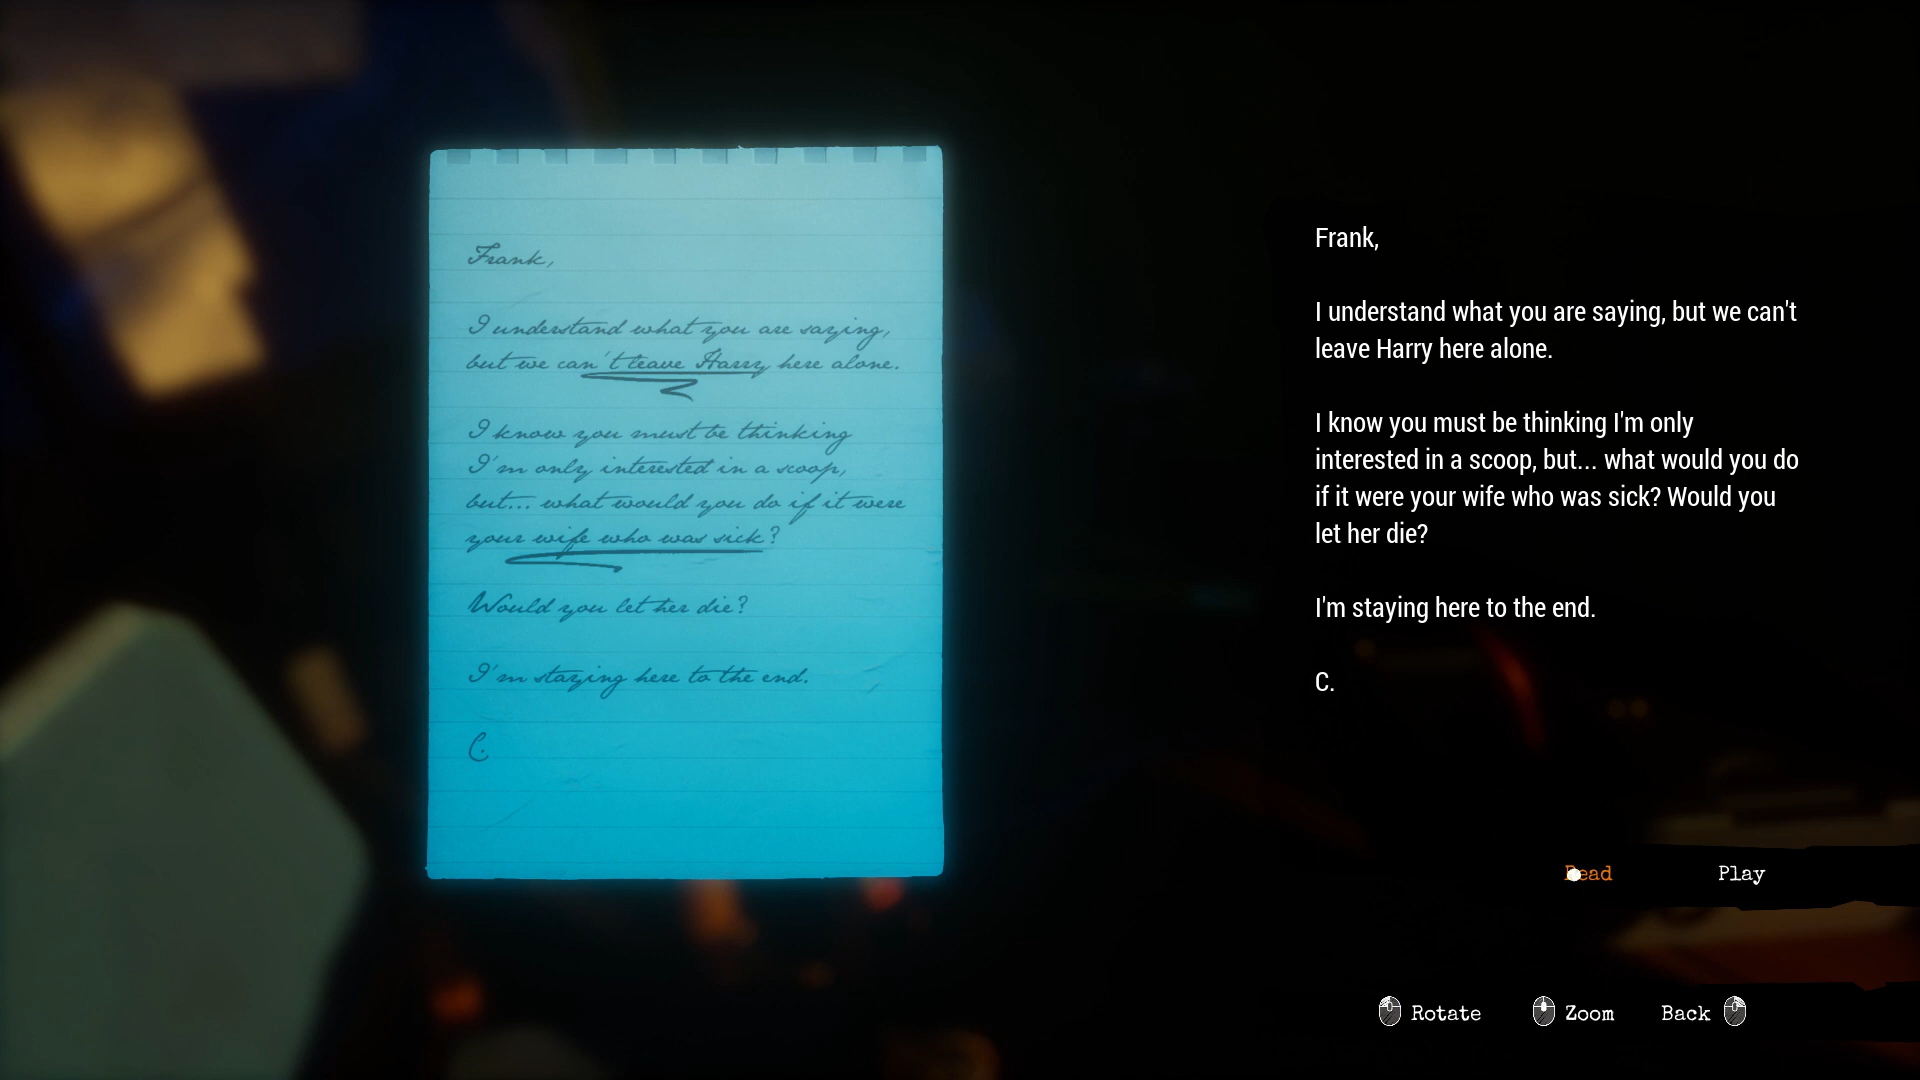 Frank,
I understand what you are saying,
but we can't leave Harry here alone.
I know you must be thinking
I'm only interested in a scoop,
but... what would you do if it were
your wife who was sick?
Would you let her die?
I'm staying here to the end.
C.
Frank,
I understand what you are saying, but we can't
leave Harry here alone.
I know you must be thinking I'm only
interested in a scoop, but... what would you do
if it were your wife who was sick? Would you
let her die?
I'm staying here to the end.
C.
Read Play
Rotate Zoom Back